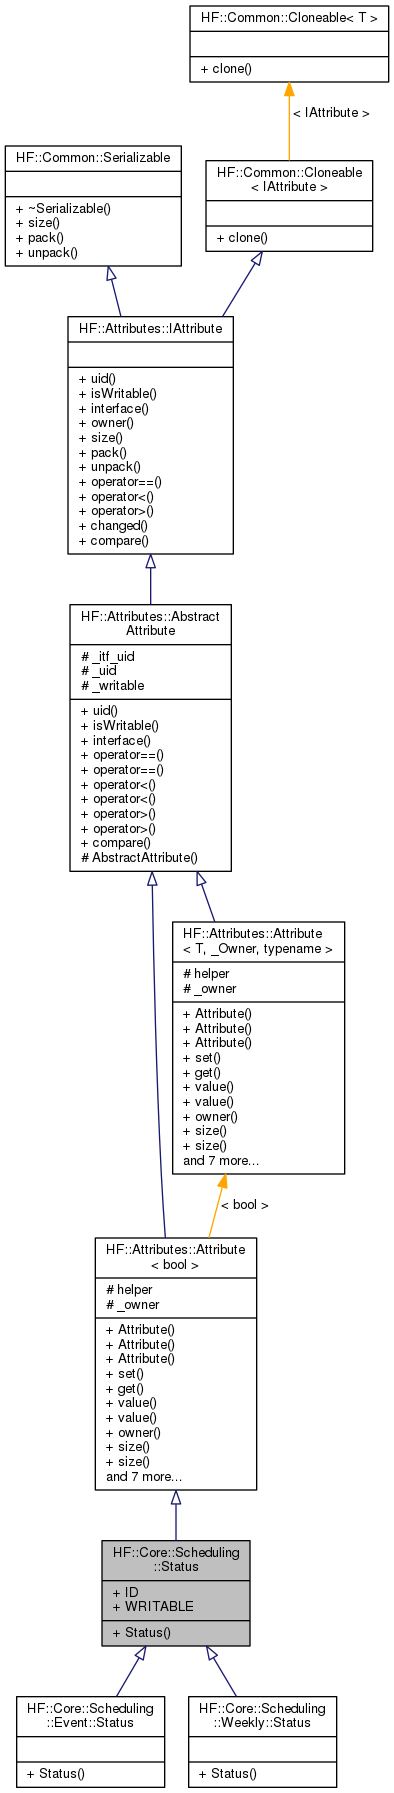 HF::Common::Cloneable< T >
+ clone()
< IAttribute >
HF::Common::Serializable
+ ~Serializable()
+ size()
+ pack()
+ unpack()
HF::Common::Cloneable
< IAttribute >
+ clone()
HF::Attributes::IAttribute
+ uid()
+ isWritable()
+ interface()
+ owner()
+ size()
+ pack()
+ unpack()
+ operator==()
+ operator<()
+ operator>()
+ changed()
+ compare()
HF::Attributes::Abstract
Attribute
# _itf_uid
# _uid
# _writable
+ uid()
+ isWritable()
+ interface()
+ operator==()
+ operator==()
+ operator<()
+ operator<()
+ operator>()
+ operator>()
+ compare()
# AbstractAttribute()
HF::Attributes::Attribute
< T, _Owner, typename >
# helper
# _owner
+ Attribute()
+ Attribute()
+ Attribute()
+ set()
+ get()
+ value()
+ value()
+ owner()
+ size()
+ size()
and 7 more...
< bool >
HF::Attributes::Attribute
< bool >
# helper
# _owner
+ Attribute()
+ Attribute()
+ Attribute()
+ set()
+ get()
+ value()
+ value()
+ owner()
+ size()
+ size()
and 7 more...
HF::Core::Scheduling
::Status
+ ID
+ WRITABLE
+ Status()
HF::Core::Scheduling
::Event::Status
+ Status()
HF::Core::Scheduling
::Weekly::Status
+ Status()